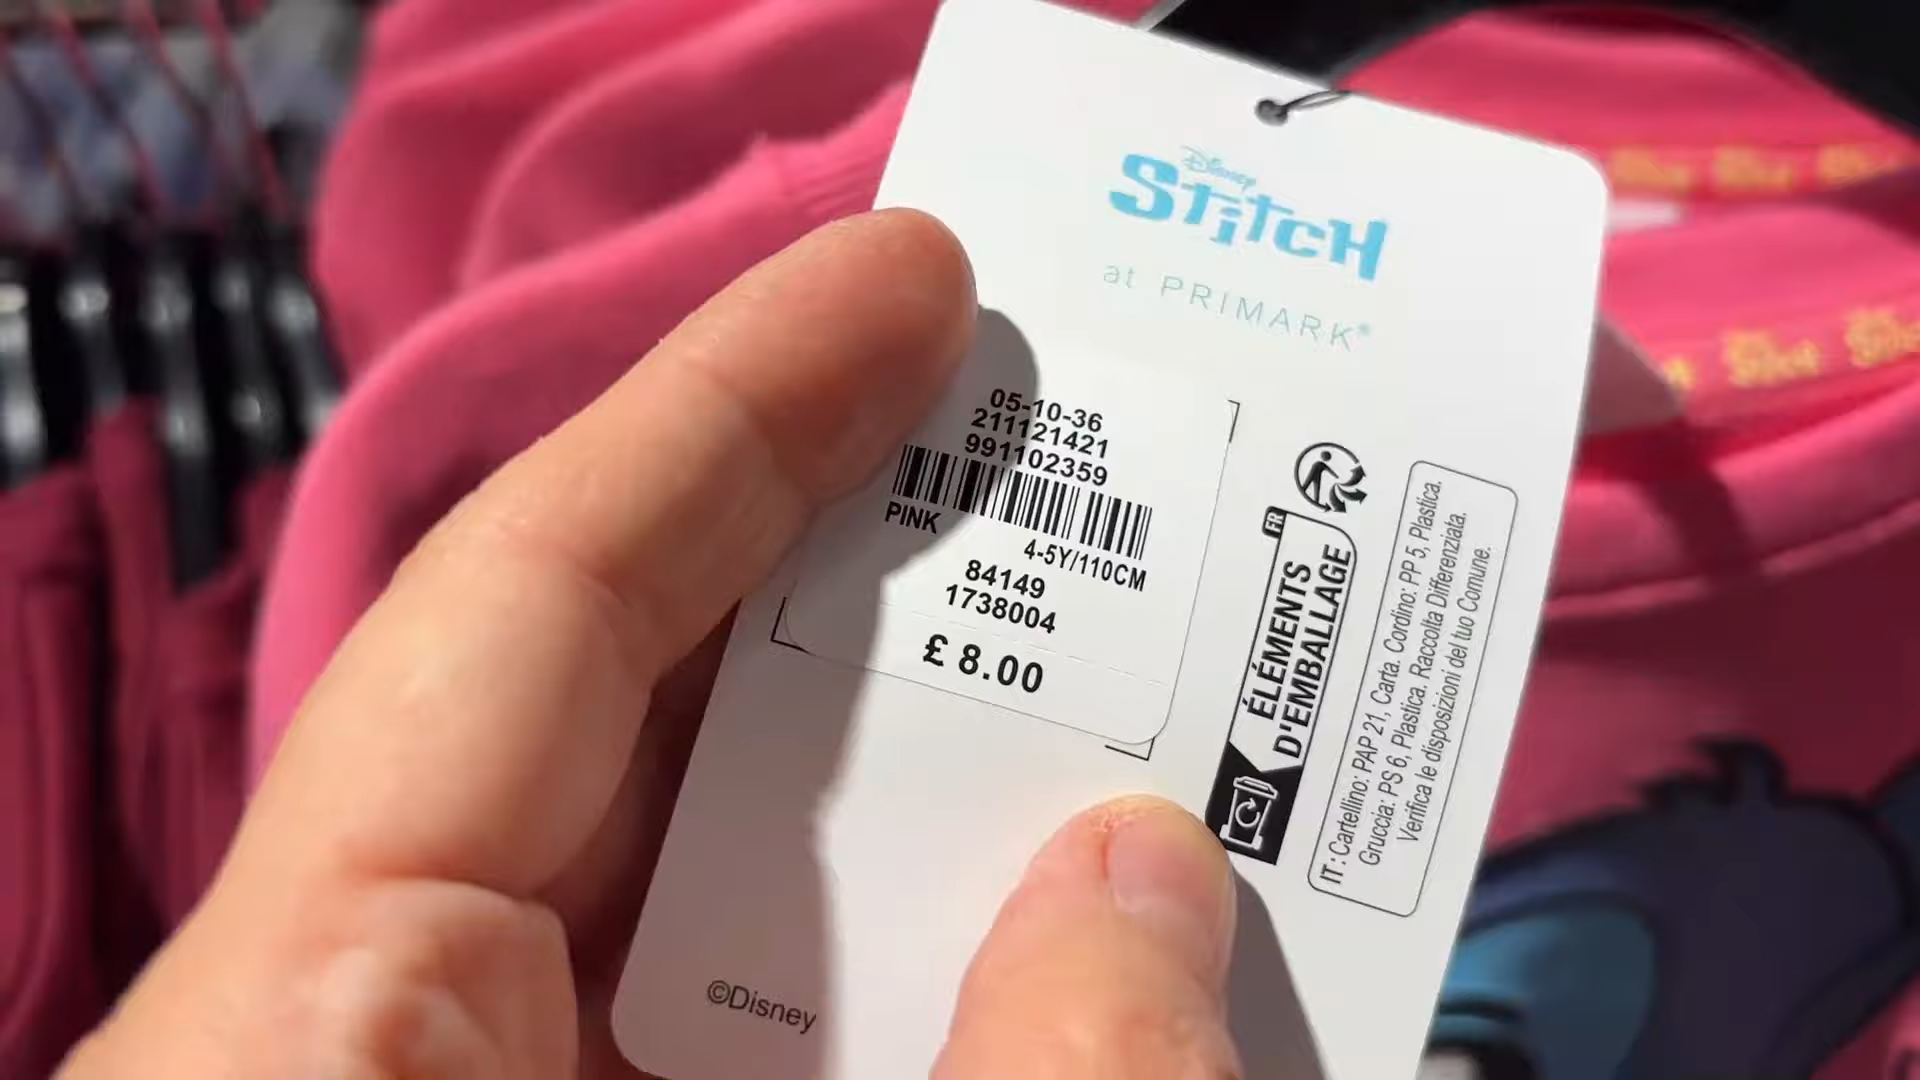 Disney
STITCH
at PRIMARK®
05-10-36
211121421
991102359
PINK
4-5Y/110CM
84149
1738004
£ 8.00
FR
ÉLÉMENTS
D'EMBALLAGE
IT: Cartellino: PAP 21, Carta. Cordino: PP 5, Plastica.
Gruccia: PS 6, Plastica. Raccolta Differenziata.
Verifica le disposizioni del tuo Comune.
©Disney